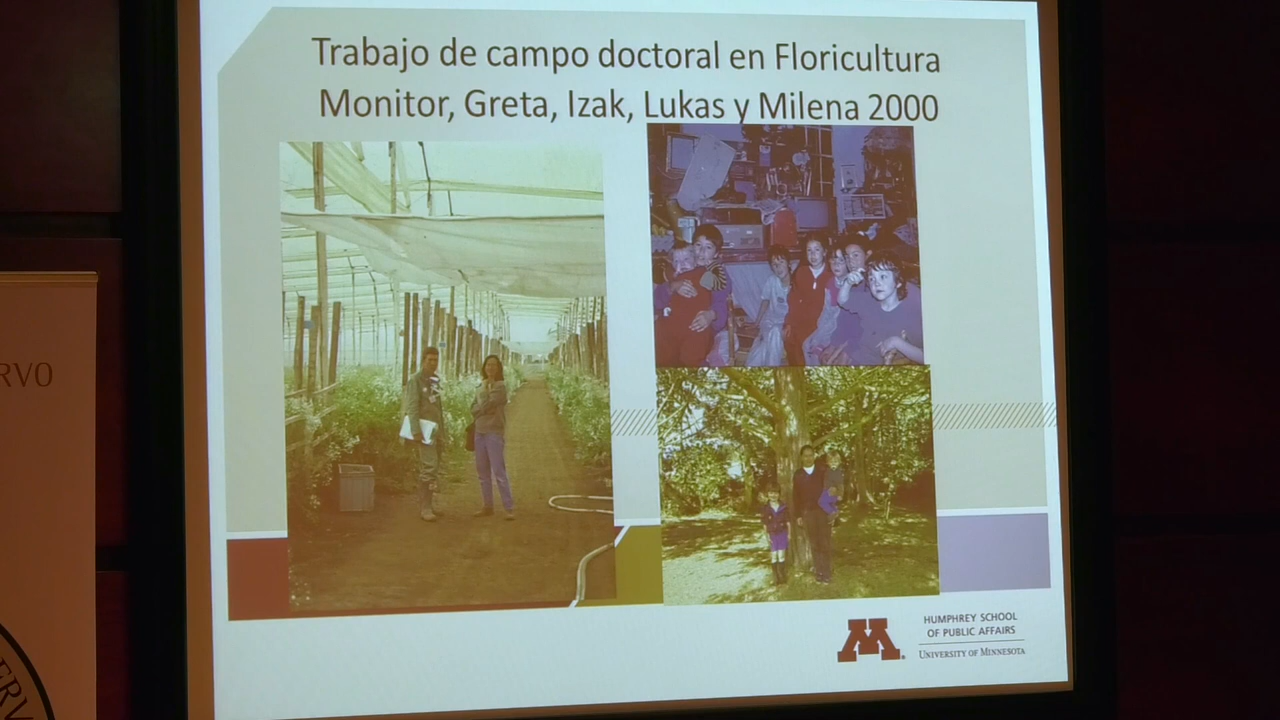 Trabajo de campo doctoral en Floricultura
Monitor, Greta, Izak, Lukas y Milena 2000
RVO
HUMPHREY SCHOOL
OF PUBLIC AFFAIRS
UNIVERSITY OF MINNESOTA
ERV